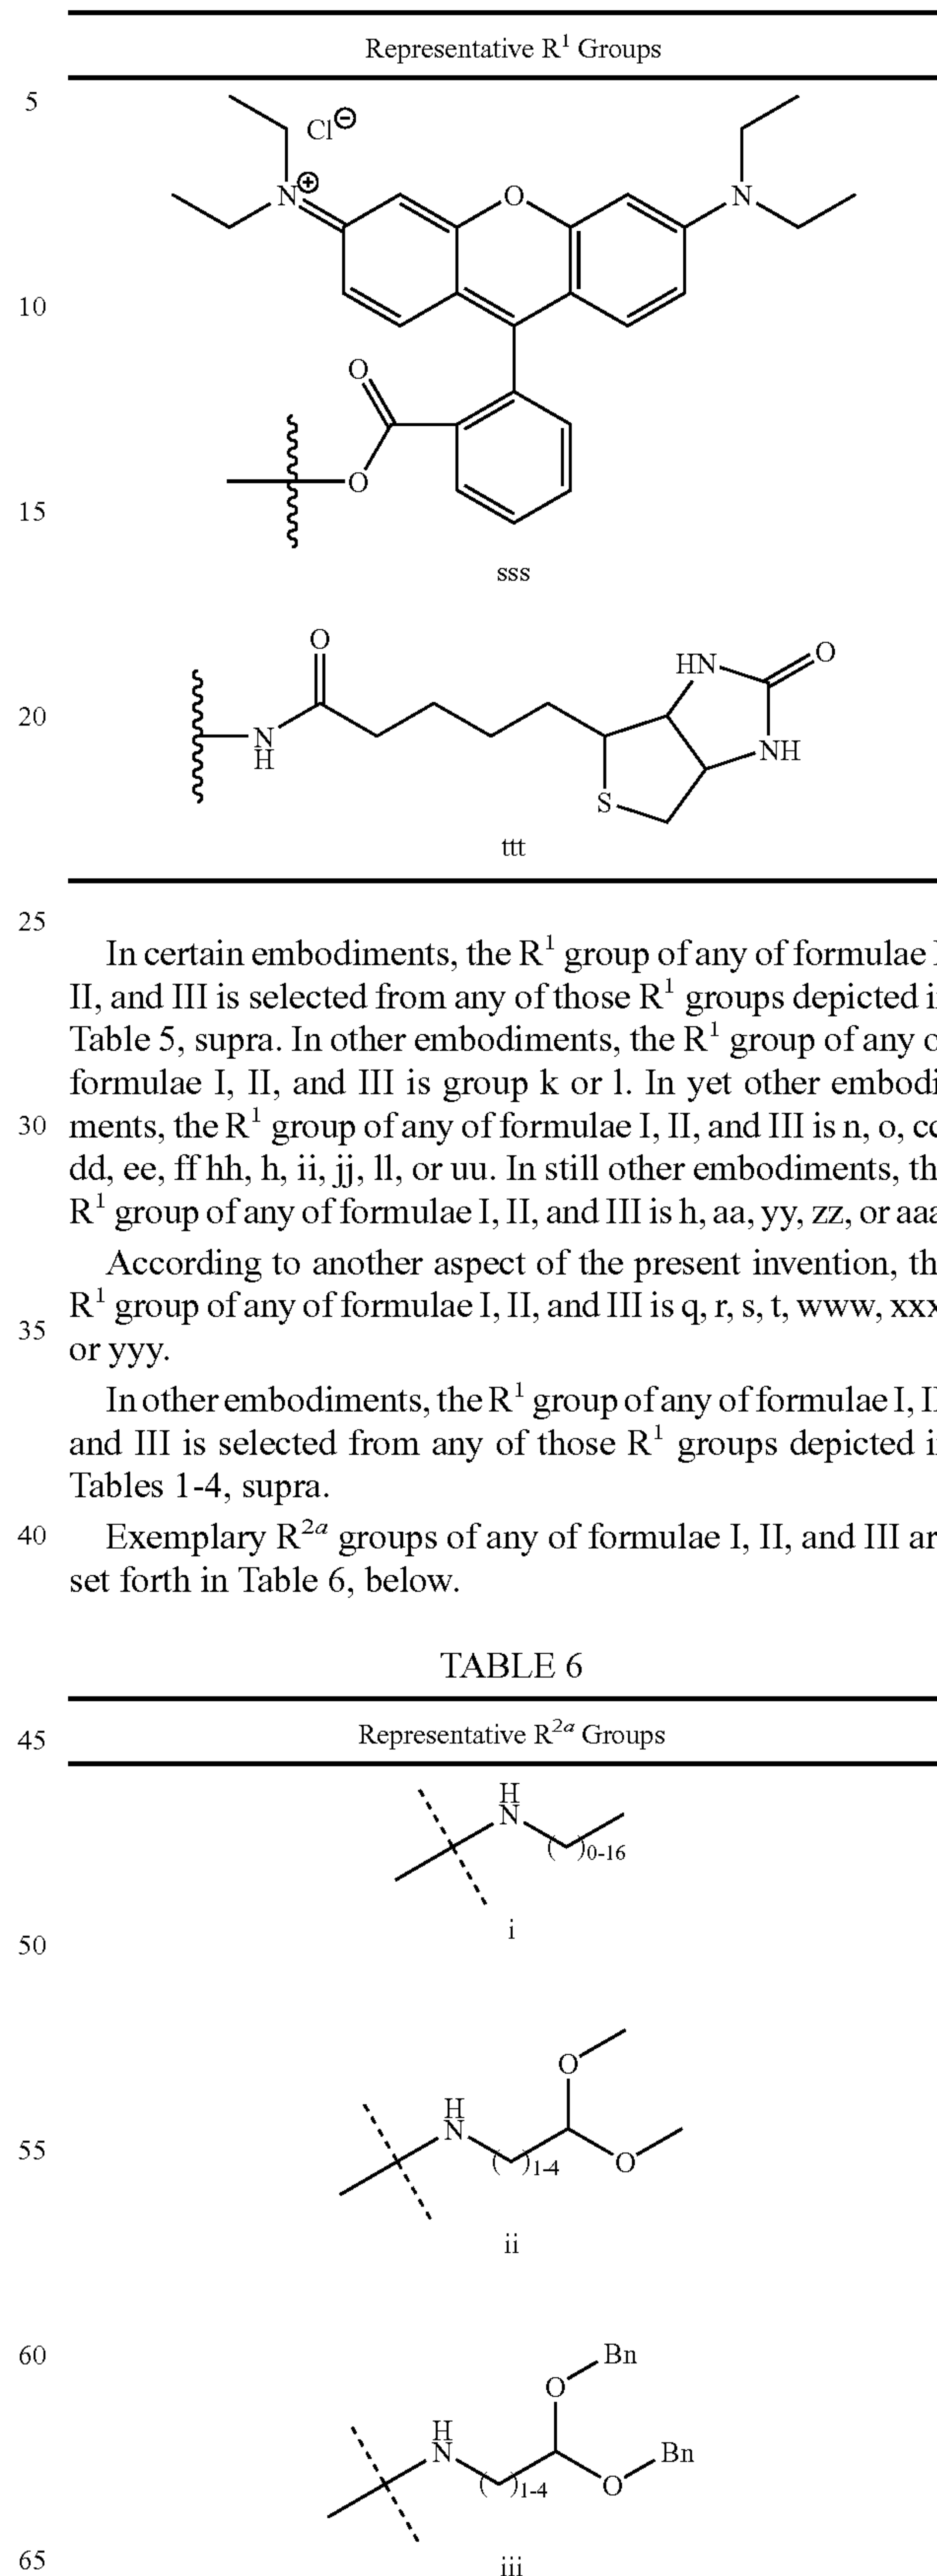 Representative R¹ Groups
5
Cl⊖
N⊕
O
N
10
O
O
15
sss
O
HN
O
20
N
H
NH
S
ttt
25
In certain embodiments, the R¹ group of any of formulae
II, and III is selected from any of those R¹ groups depicted
Table 5, supra. In other embodiments, the R¹ group of any
formulae I, II, and III is group k or l. In yet other embodi
30 ments, the R¹ group of any of formulae I, II, and III is n, o, cc
dd, ee, ff hh, h, ii, jj, ll, or uu. In still other embodiments, th
R¹ group of any of formulae I, II, and III is h, aa, yy, zz, or aaa
According to another aspect of the present invention, th
R¹ group of any of formulae I, II, and III is q, r, s, t, www, xxx
35
or yyy.
In other embodiments, the R¹ group of any of formulae I, I
and III is selected from any of those R¹ groups depicted
Tables 1-4, supra.
40 Exemplary R²ᵃ groups of any of formulae I, II, and III ar
set forth in Table 6, below.
TABLE 6
45 Representative R²ᵃ Groups
H
N
( )0-16
i
50
O
H
N
55
( )1-4
O
ii
60
Bn
O
H
N
Bn
( )1-4
O
65
iii